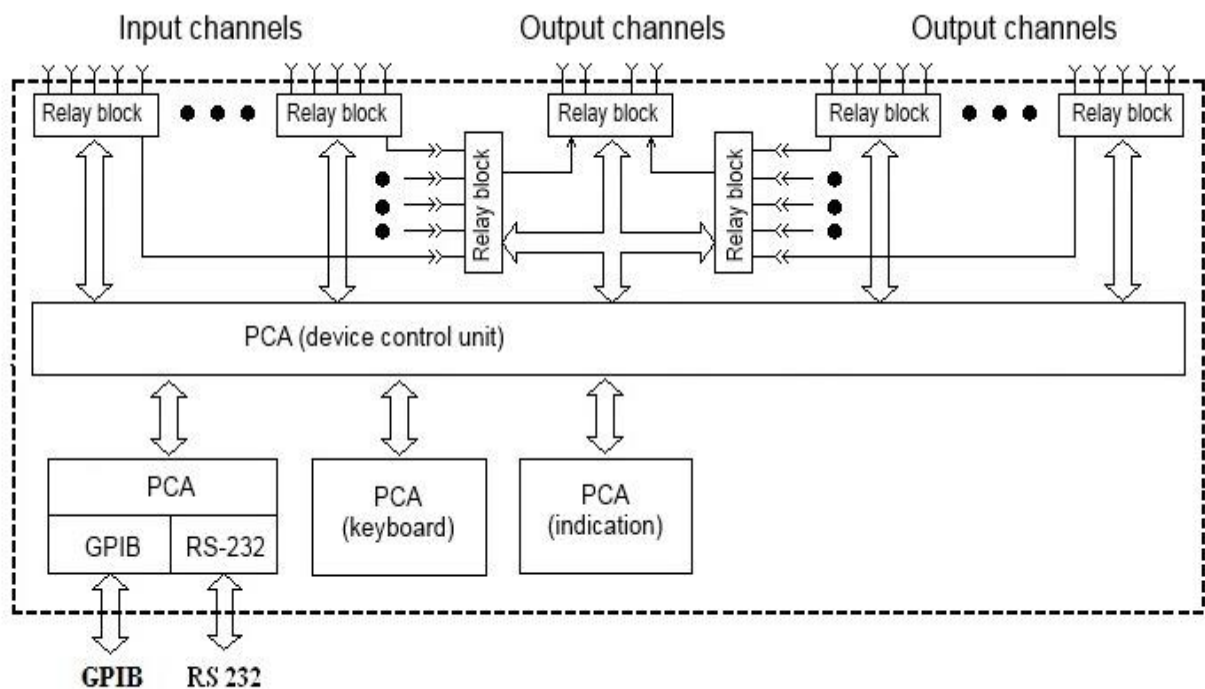 Input channels
Output channels
Output channels
Relay block
Relay block
Relay block
Relay block
Relay block
Relay block
Relay block
PCA (device control unit)
PCA
GPIB
RS-232
PCA
(keyboard)
PCA
(indication)
GPIB
RS 232